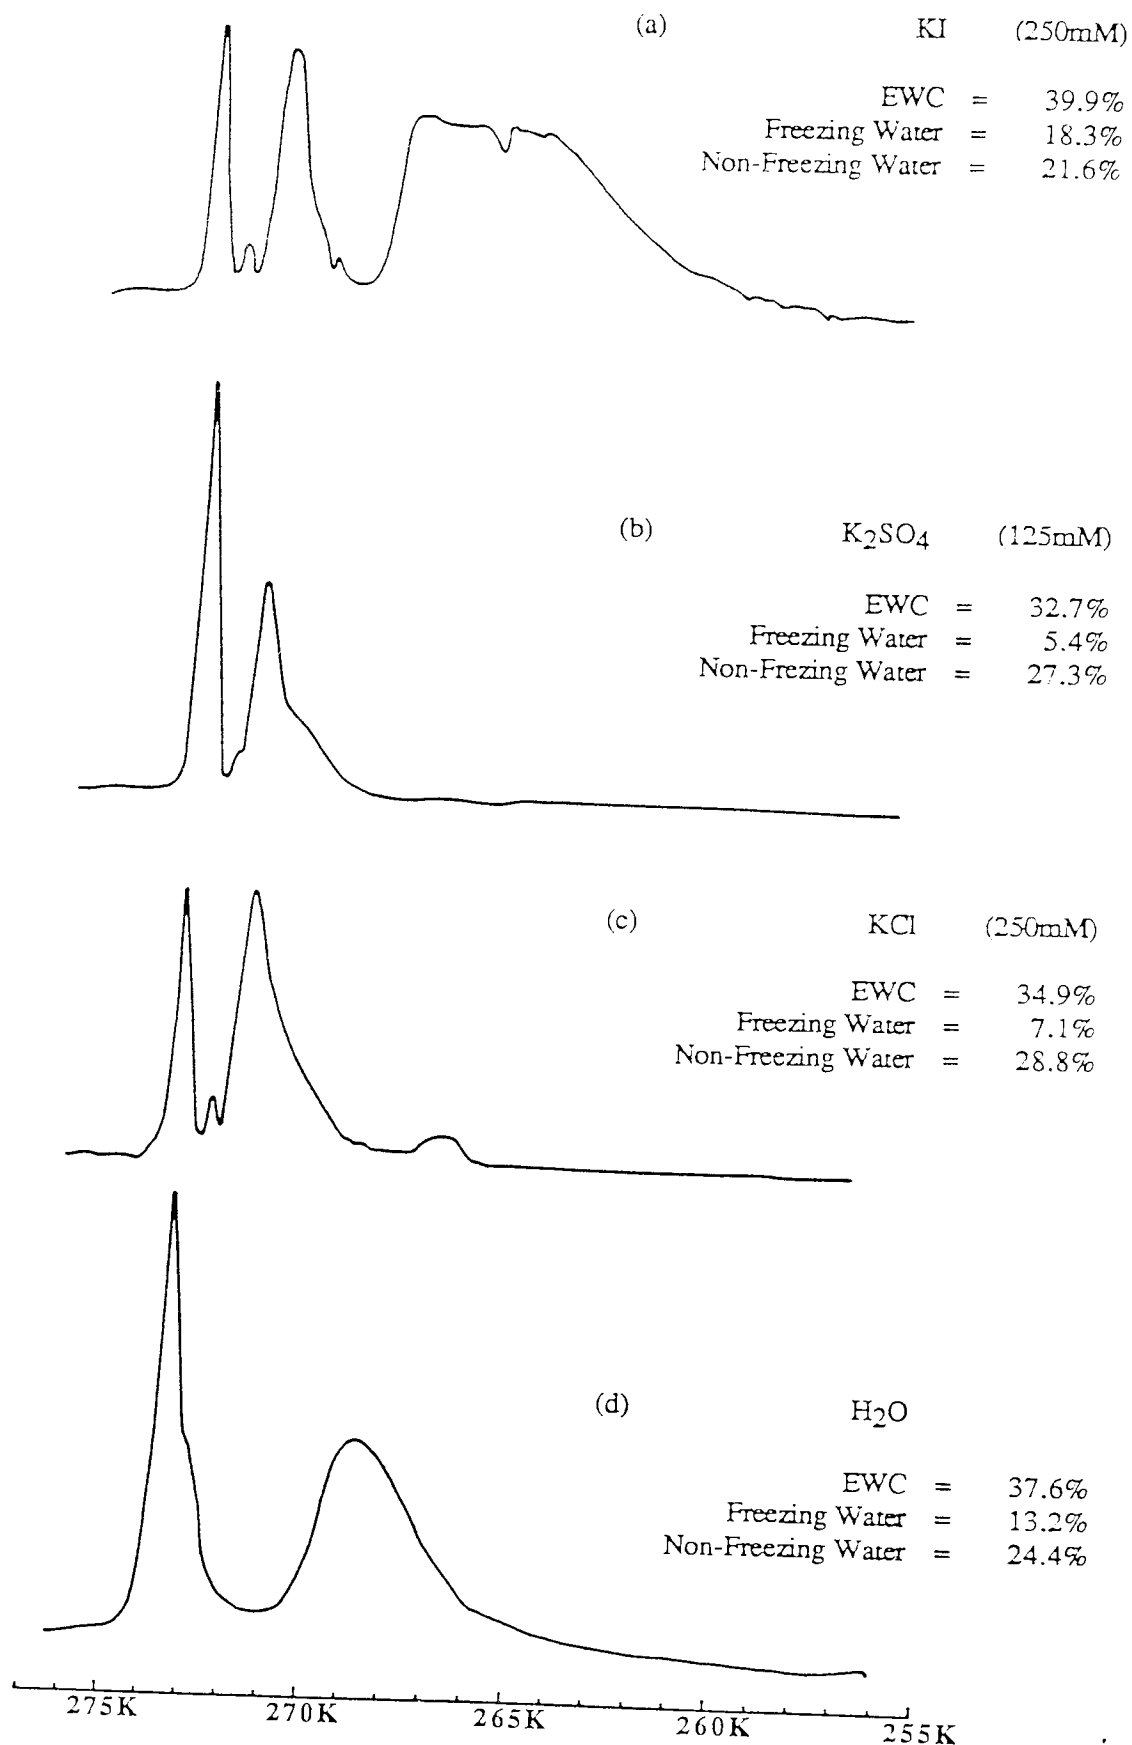 (a) KI (250mM)
EWC = 39.9%
Freezing Water = 18.3%
Non-Freezing Water = 21.6%
(b) K2SO4 (125mM)
EWC = 32.7%
Freezing Water = 5.4%
Non-Frezing Water = 27.3%
(c) KCl (250mM)
EWC = 34.9%
Freezing Water = 7.1%
Non-Freezing Water = 28.8%
(d) H2O
EWC = 37.6%
Freezing Water = 13.2%
Non-Freezing Water = 24.4%
275K 270K 265K 260K 255K